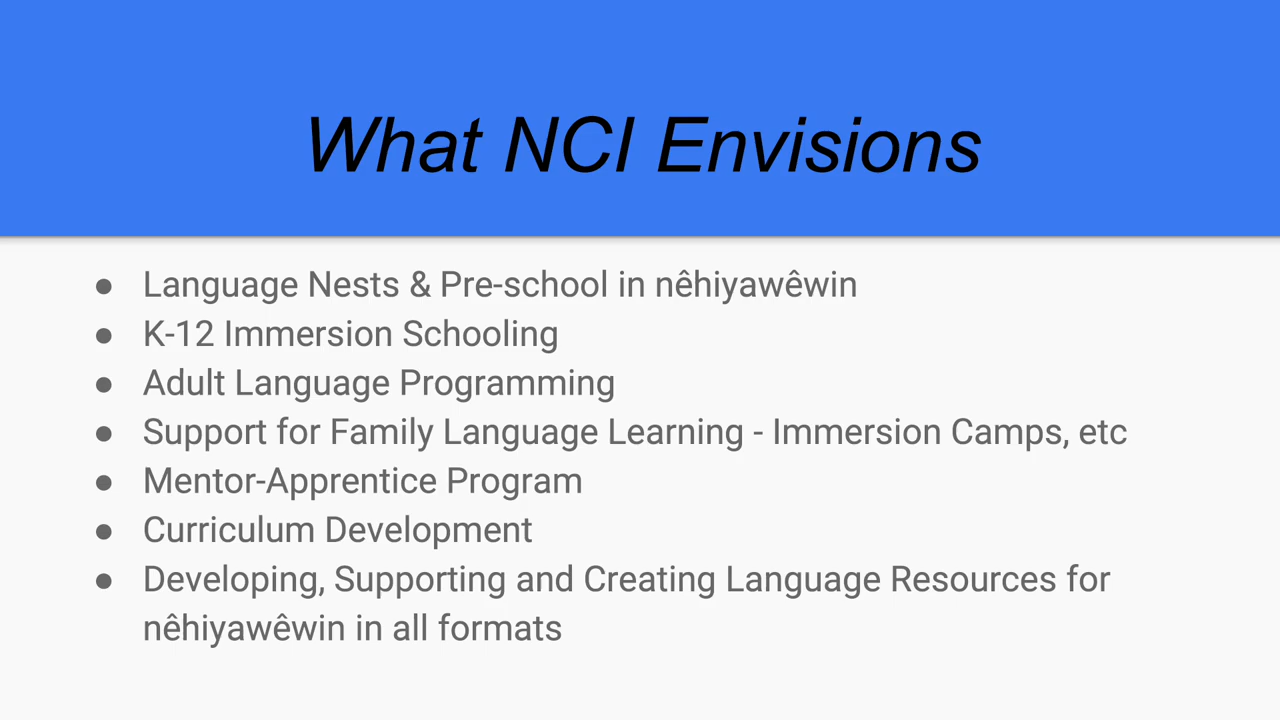 What NCI Envisions
● Language Nests & Pre-school in nêhiyawêwin
● K-12 Immersion Schooling
● Adult Language Programming
● Support for Family Language Learning - Immersion Camps, etc
● Mentor-Apprentice Program
● Curriculum Development
● Developing, Supporting and Creating Language Resources for
nêhiyawêwin in all formats